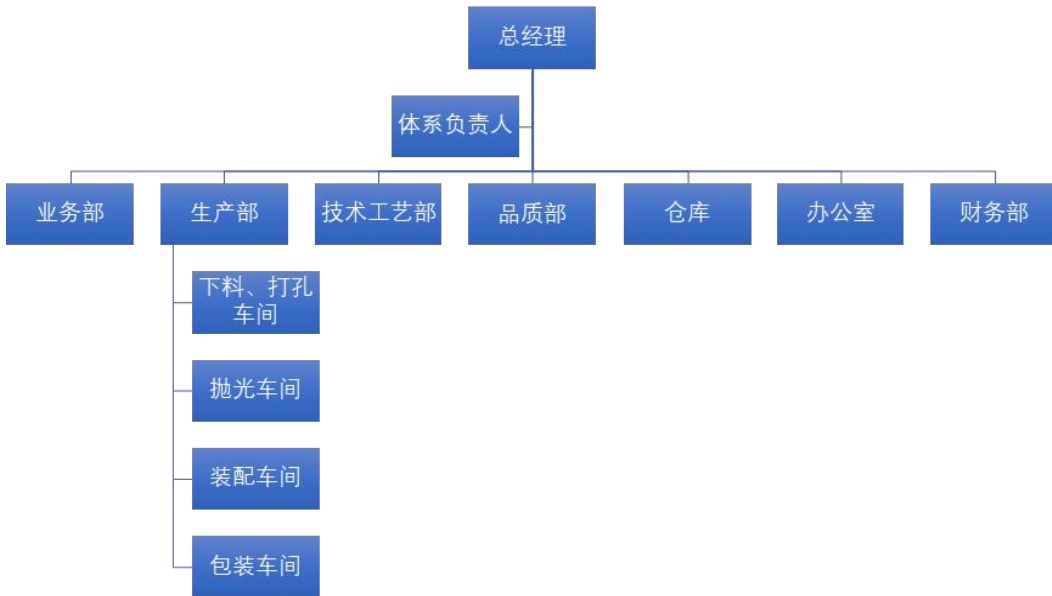 总经理
体系负责人
业务部
生产部
技术工艺部
品质部
仓库
办公室
财务部
下料、打孔
车间
抛光车间
装配车间
包装车间